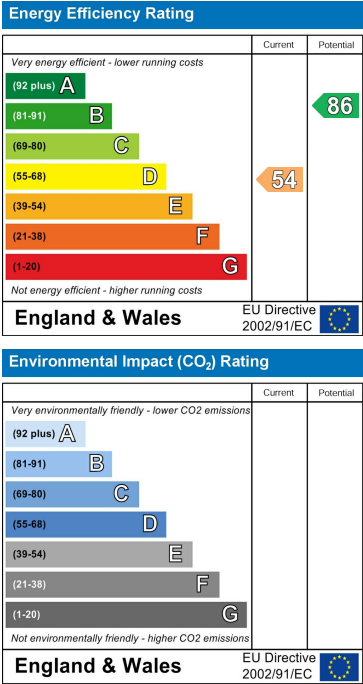 Energy Efficiency Rating
Current Potential
Very energy efficient - lower running costs
(92 plus) A
(81-91) B
(69-80) C
(55-68) D
(39-54) E
(21-38) F
(1-20) G
86
54
Not energy efficient - higher running costs
England & Wales
EU Directive
2002/91/EC
Environmental Impact (CO₂) Rating
Current Potential
Very environmentally friendly - lower CO2 emissions
(92 plus) A
(81-91) B
(69-80) C
(55-68) D
(39-54) E
(21-38) F
(1-20) G
Not environmentally friendly - higher CO2 emissions
England & Wales
EU Directive
2002/91/EC